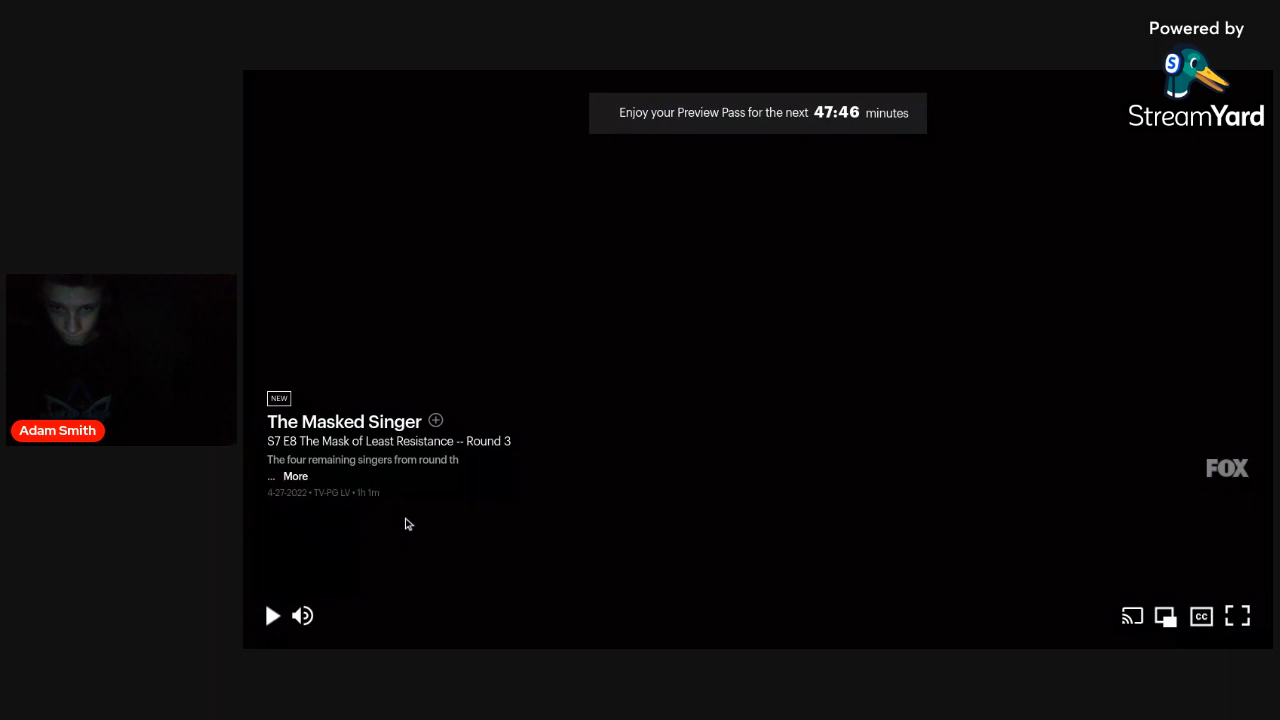 Powered by
StreamYard
Enjoy your Preview Pass for the next 47:46 minutes
Adam Smith
NEW
The Masked Singer
S7 E8 The Mask of Least Resistance -- Round 3
The four remaining singers from round th
... More
4-27-2022 • TV-PG LV • 1h 1m
FOX
CC
S